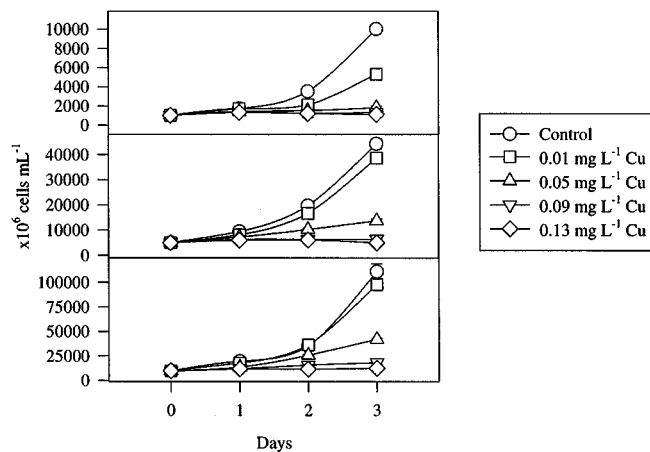 10000
8000
6000
4000
2000
0
40000
30000
20000
10000
0
100000
75000
50000
25000
0
x10⁶ cells mL⁻¹
0 1 2 3
Days
Control
0.01 mg L⁻¹ Cu
0.05 mg L⁻¹ Cu
0.09 mg L⁻¹ Cu
0.13 mg L⁻¹ Cu